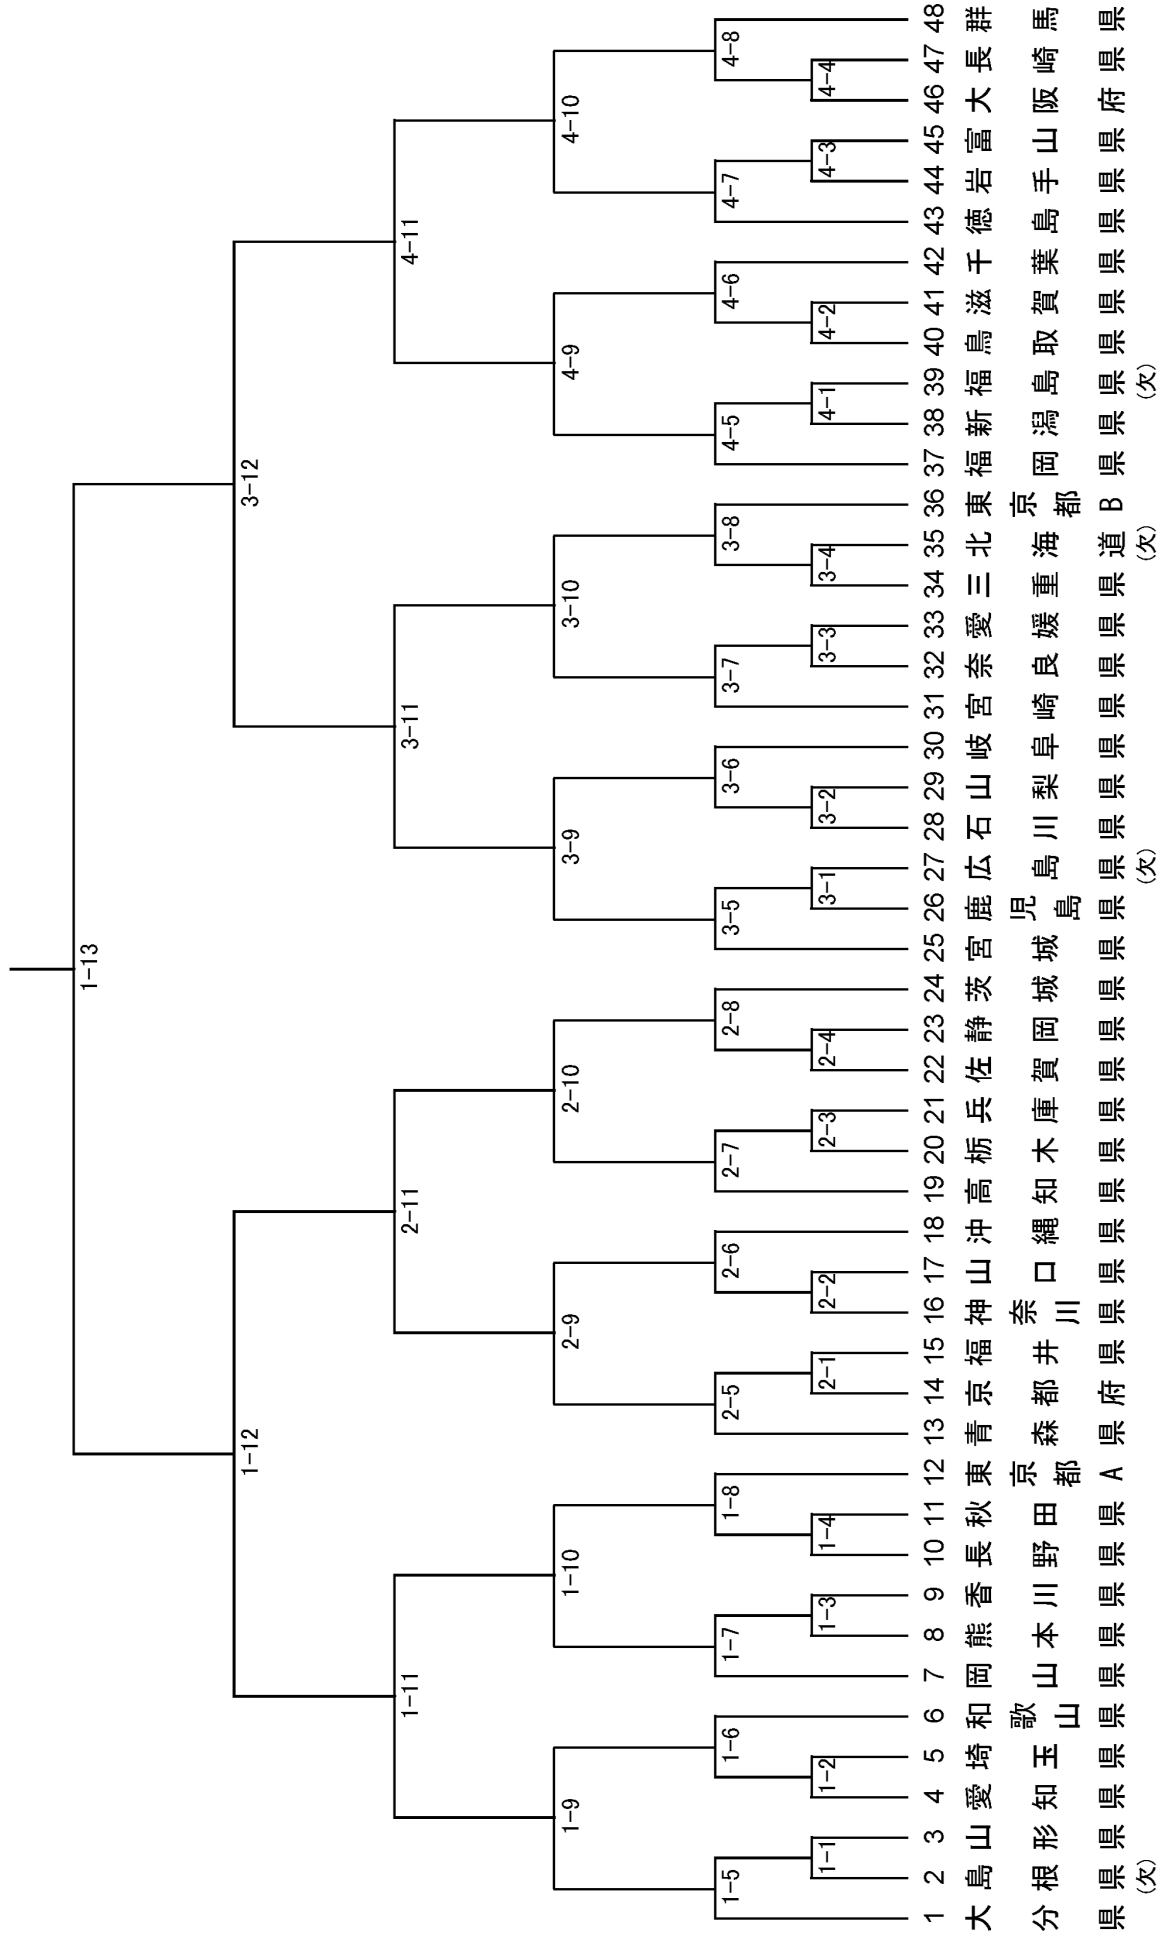 1-13
1-12
3-12
1-11
2-11
3-11
4-11
1-9
1-10
2-9
2-10
3-9
3-10
4-9
4-10
1-5
1-6
1-7
1-8
2-5
2-6
2-7
2-8
3-5
3-6
3-7
3-8
4-5
4-6
4-7
4-8
1-1
1-2
1-3
1-4
2-1
2-2
2-3
2-4
3-1
3-2
3-3
3-4
4-1
4-2
4-3
4-4
1 大分県
2 島根県(欠)
3 山形県
4 愛知県
5 埼玉県
6 和歌山県
7 岡山県
8 熊本県
9 香川県
10 長野県
11 秋田県
12 東京都A
13 青森県
14 京都府
15 福井県
16 神奈川県
17 山口県
18 沖縄県
19 高知県
20 栃木県
21 兵庫県
22 佐賀県
23 静岡県
24 茨城県
25 宮城県
26 鹿児島県
27 広島県(欠)
28 石川県
29 山梨県
30 岐阜県
31 宮崎県
32 奈良県
33 愛媛県
34 三重県
35 北海道(欠)
36 東京都B
37 福岡県
38 新潟県
39 福島県(欠)
40 鳥取県
41 滋賀県
42 千葉県
43 徳島県
44 岩手県
45 富山県
46 大阪府
47 長崎県
48 群馬県